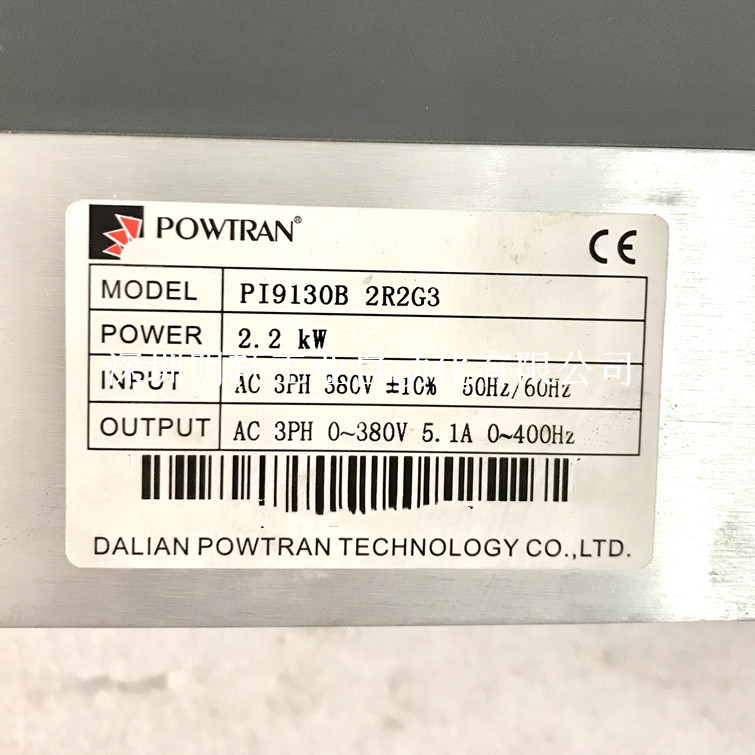 POWTRAN®
CE
MODEL PI9130B 2R2G3
POWER 2.2 kW
INPUT AC 3PH 380V ±10% 50Hz/60Hz
OUTPUT AC 3PH 0~380V 5.1A 0~400Hz
DALIAN POWTRAN TECHNOLOGY CO.,LTD.